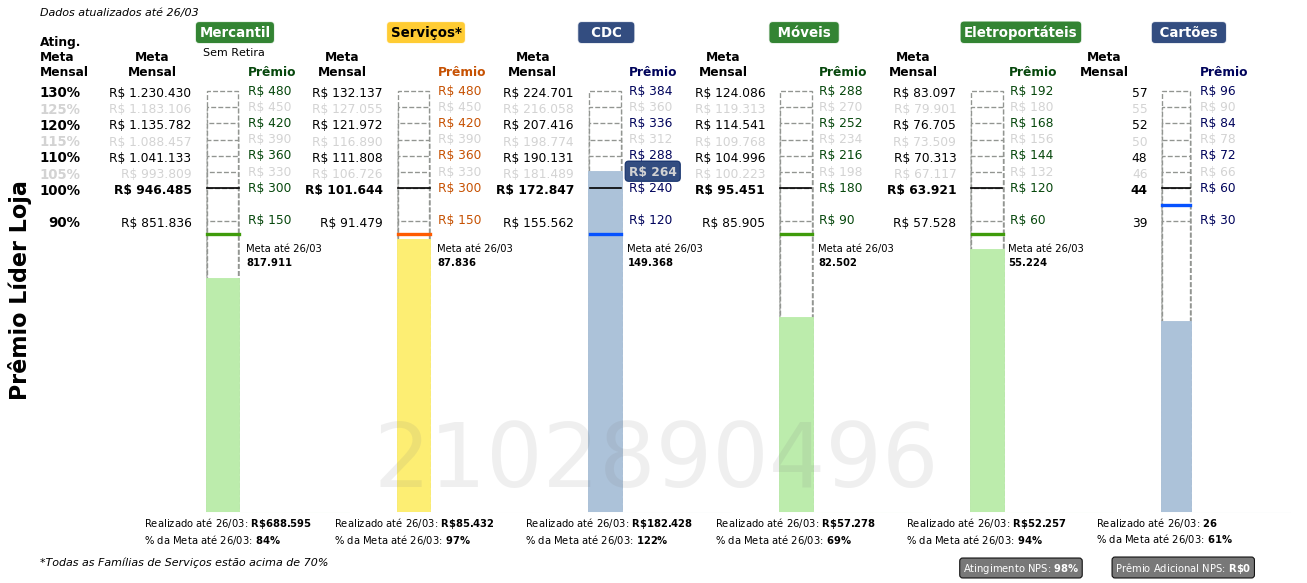 Dados atualizados até 26/03
Mercantil Serviços* CDC Móveis Eletroportáteis Cartões
Sem Retira
Ating. Meta Mensal Meta Mensal Prêmio Meta Mensal Prêmio Meta Mensal Prêmio Meta Mensal Prêmio Meta Mensal Prêmio Meta Mensal Prêmio
130% R$ 1.230.430 R$ 480 R$ 132.137 R$ 480 R$ 224.701 R$ 384 R$ 124.086 R$ 288 R$ 83.097 R$ 192 57 R$ 96
125% R$ 1.183.106 R$ 450 R$ 127.055 R$ 450 R$ 216.058 R$ 360 R$ 119.313 R$ 270 R$ 79.901 R$ 180 55 R$ 90
120% R$ 1.135.782 R$ 420 R$ 121.972 R$ 420 R$ 207.416 R$ 336 R$ 114.541 R$ 252 R$ 76.705 R$ 168 52 R$ 84
115% R$ 1.088.457 R$ 390 R$ 116.890 R$ 390 R$ 198.774 R$ 312 R$ 109.768 R$ 234 R$ 73.509 R$ 156 50 R$ 78
110% R$ 1.041.133 R$ 360 R$ 111.808 R$ 360 R$ 190.131 R$ 288 R$ 104.996 R$ 216 R$ 70.313 R$ 144 48 R$ 72
105% R$ 993.809 R$ 330 R$ 106.726 R$ 330 R$ 181.489 R$ 264 R$ 100.223 R$ 198 R$ 67.117 R$ 132 46 R$ 66
100% R$ 946.485 R$ 300 R$ 101.644 R$ 300 R$ 172.847 R$ 240 R$ 95.451 R$ 180 R$ 63.921 R$ 120 44 R$ 60
90% R$ 851.836 R$ 150 R$ 91.479 R$ 150 R$ 155.562 R$ 120 R$ 85.905 R$ 90 R$ 57.528 R$ 60 39 R$ 30
Meta até 26/03 Meta até 26/03 Meta até 26/03 Meta até 26/03 Meta até 26/03
817.911 87.836 149.368 82.502 55.224
Prêmio Líder Loja
2102890496
Realizado até 26/03: R$688.595 Realizado até 26/03: R$85.432 Realizado até 26/03: R$182.428 Realizado até 26/03: R$57.278 Realizado até 26/03: R$52.257 Realizado até 26/03: 26
% da Meta até 26/03: 84% % da Meta até 26/03: 97% % da Meta até 26/03: 122% % da Meta até 26/03: 69% % da Meta até 26/03: 94% % da Meta até 26/03: 61%
*Todas as Famílias de Serviços estão acima de 70% Atingimento NPS: 98% Prêmio Adicional NPS: R$0